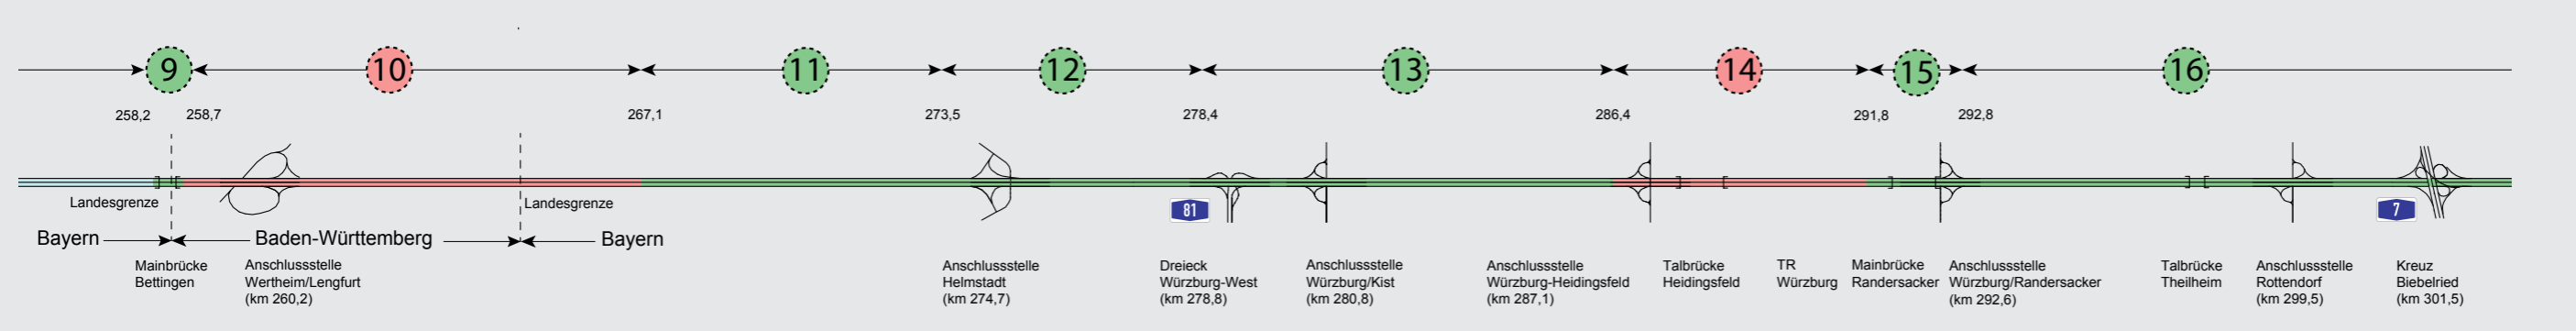 9
10
11
12
13
14
15
16
258,2
258,7
267,1
273,5
278,4
286,4
291,8
292,8
Landesgrenze
Landesgrenze
81
7
Bayern
Baden-Württemberg
Bayern
Mainbrücke
Bettingen
Anschlussstelle
Wertheim/Lengfurt
(km 260,2)
Anschlussstelle
Helmstadt
(km 274,7)
Dreieck
Würzburg-West
(km 278,8)
Anschlussstelle
Würzburg/Kist
(km 280,8)
Anschlussstelle
Würzburg-Heidingsfeld
(km 287,1)
Talbrücke
Heidingsfeld
TR
Würzburg
Mainbrücke
Randersacker
Anschlussstelle
Würzburg/Randersacker
(km 292,6)
Talbrücke
Theilheim
Anschlussstelle
Rottendorf
(km 299,5)
Kreuz
Biebelried
(km 301,5)